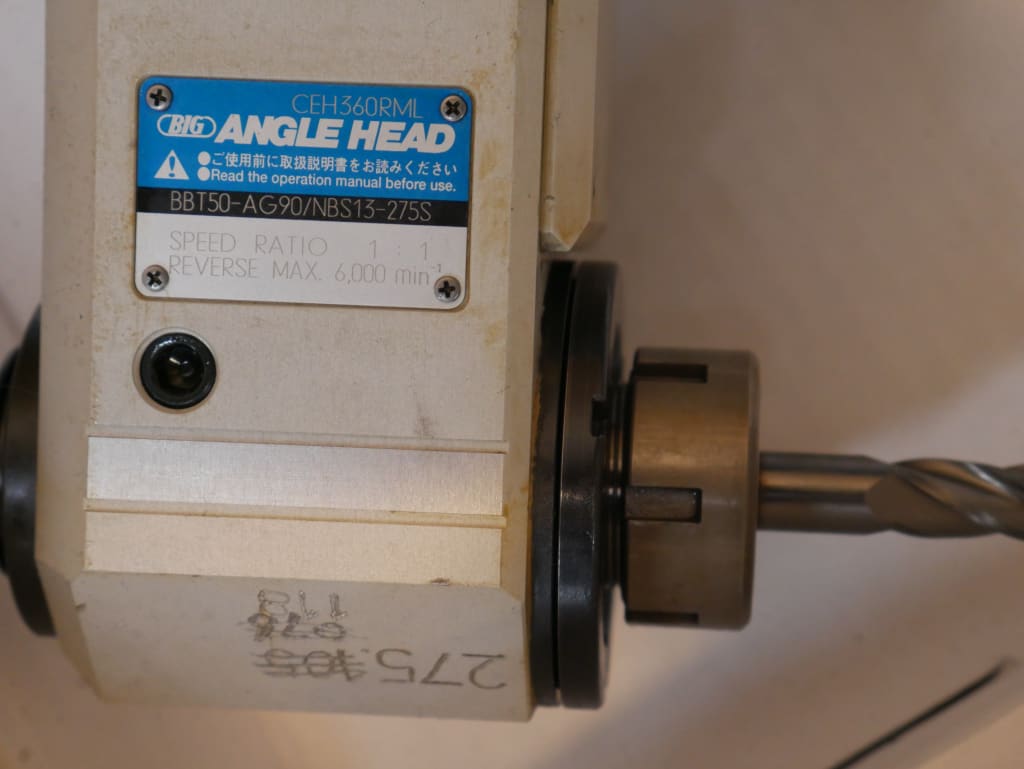 CEH360RML
BIG ANGLE HEAD
●ご使用前に取扱説明書をお読みください
●Read the operation manual before use.
BBT50-AG90/NBS13-275S
SPEED RATIO 1 : 1
REVERSE MAX. 6,000 min⁻¹
275.
118